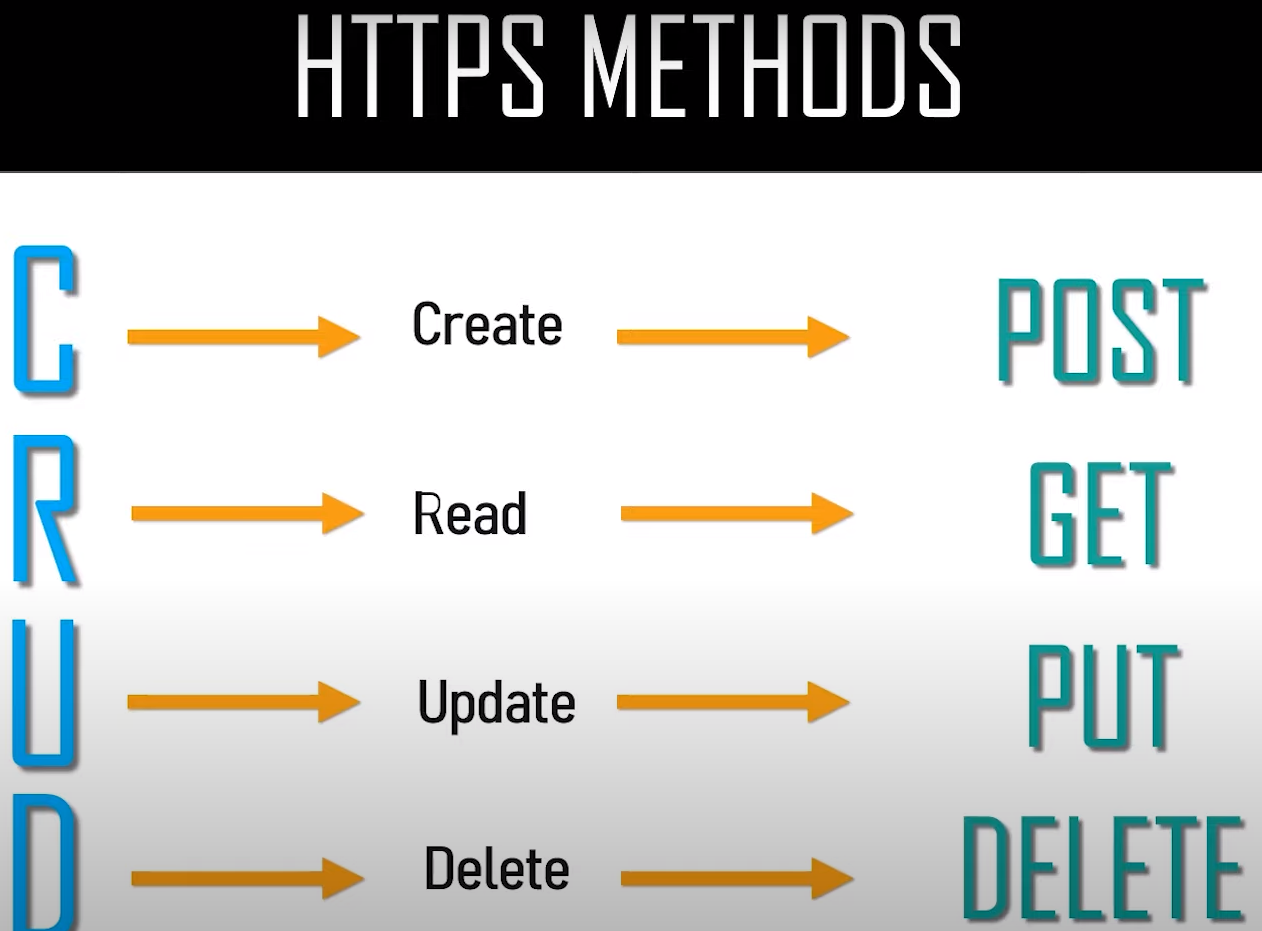 HTTPS METHODS
C Create POST
R Read GET
U Update PUT
D Delete DELETE